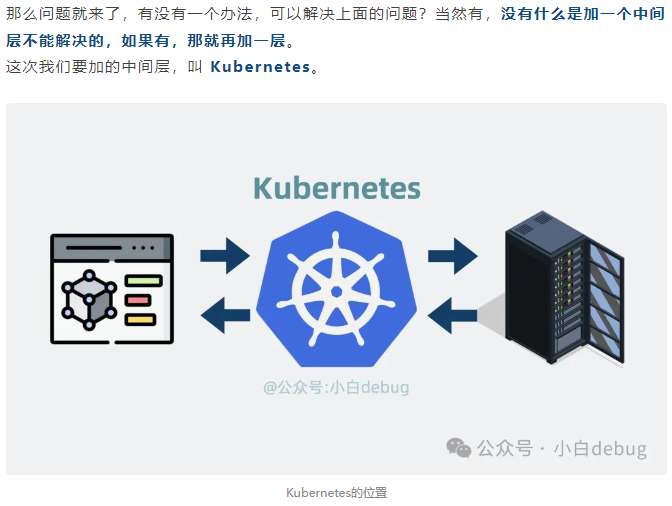 那么问题就来了，有没有一个办法，可以解决上面的问题？当然有，没有什么是加一个中间
层不能解决的，如果有，那就再加一层。
这次我们要加的中间层，叫 Kubernetes。
Kubernetes
@公众号:小白debug
公众号 · 小白debug
Kubernetes的位置